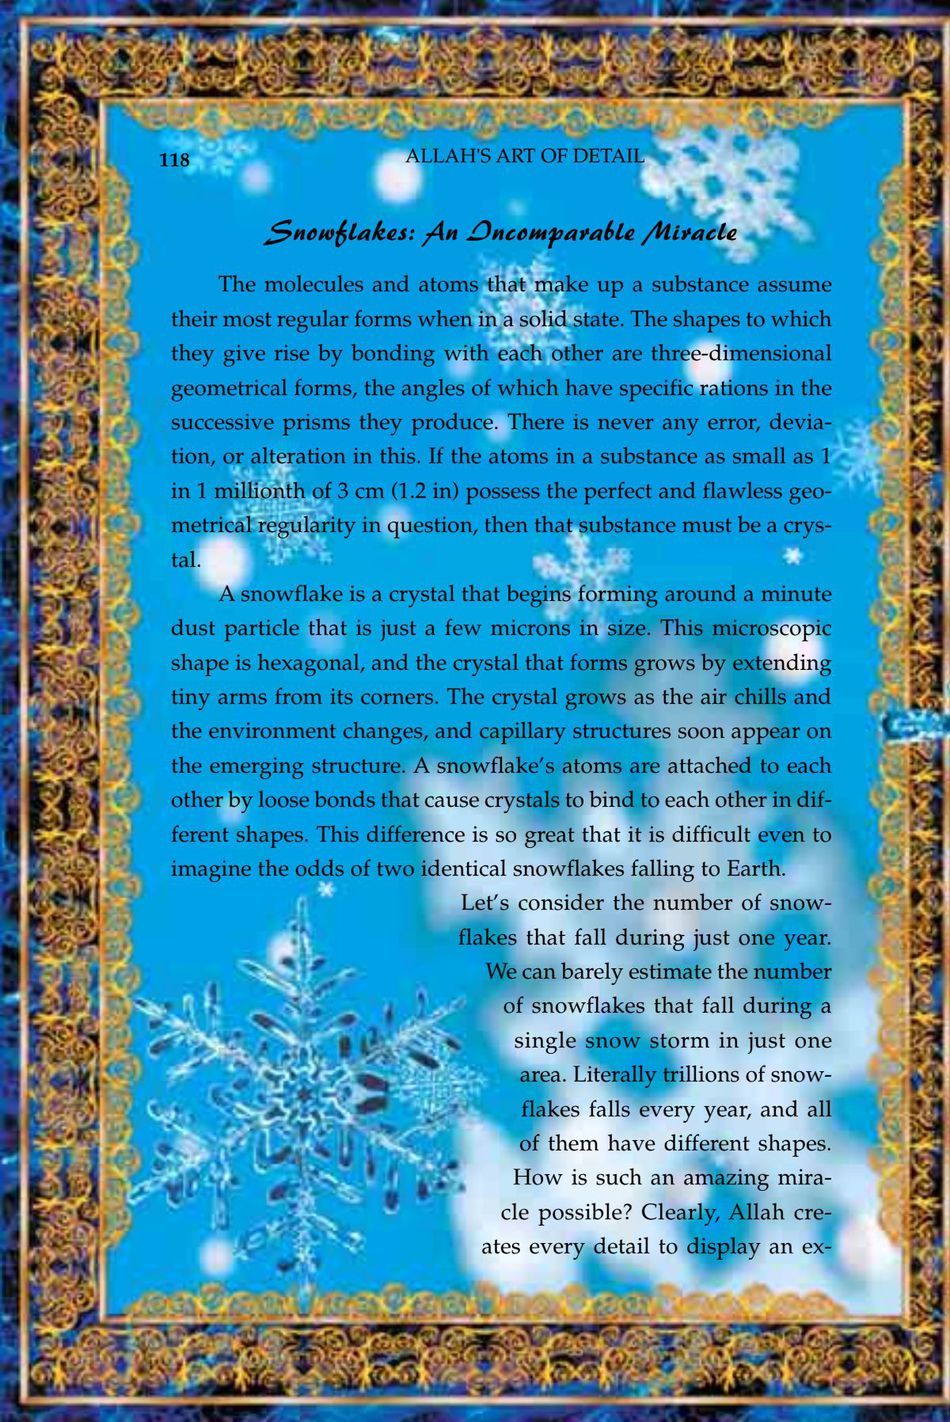 118
ALLAH'S ART OF DETAIL
Snowflakes: An Incomparable Miracle
The molecules and atoms that make up a substance assume
their most regular forms when in a solid state. The shapes to which
they give rise by bonding with each other are three-dimensional
geometrical forms, the angles of which have specific rations in the
successive prisms they produce. There is never any error, devia-
tion, or alteration in this. If the atoms in a substance as small as 1
in 1 millionth of 3 cm (1.2 in) possess the perfect and flawless geo-
metrical regularity in question, then that substance must be a crys-
tal.
A snowflake is a crystal that begins forming around a minute
dust particle that is just a few microns in size. This microscopic
shape is hexagonal, and the crystal that forms grows by extending
tiny arms from its corners. The crystal grows as the air chills and
the environment changes, and capillary structures soon appear on
the emerging structure. A snowflake’s atoms are attached to each
other by loose bonds that cause crystals to bind to each other in dif-
ferent shapes. This difference is so great that it is difficult even to
imagine the odds of two identical snowflakes falling to Earth.
Let’s consider the number of snow-
flakes that fall during just one year.
We can barely estimate the number
of snowflakes that fall during a
single snow storm in just one
area. Literally trillions of snow-
flakes falls every year, and all
of them have different shapes.
How is such an amazing mira-
cle possible? Clearly, Allah cre-
ates every detail to display an ex-